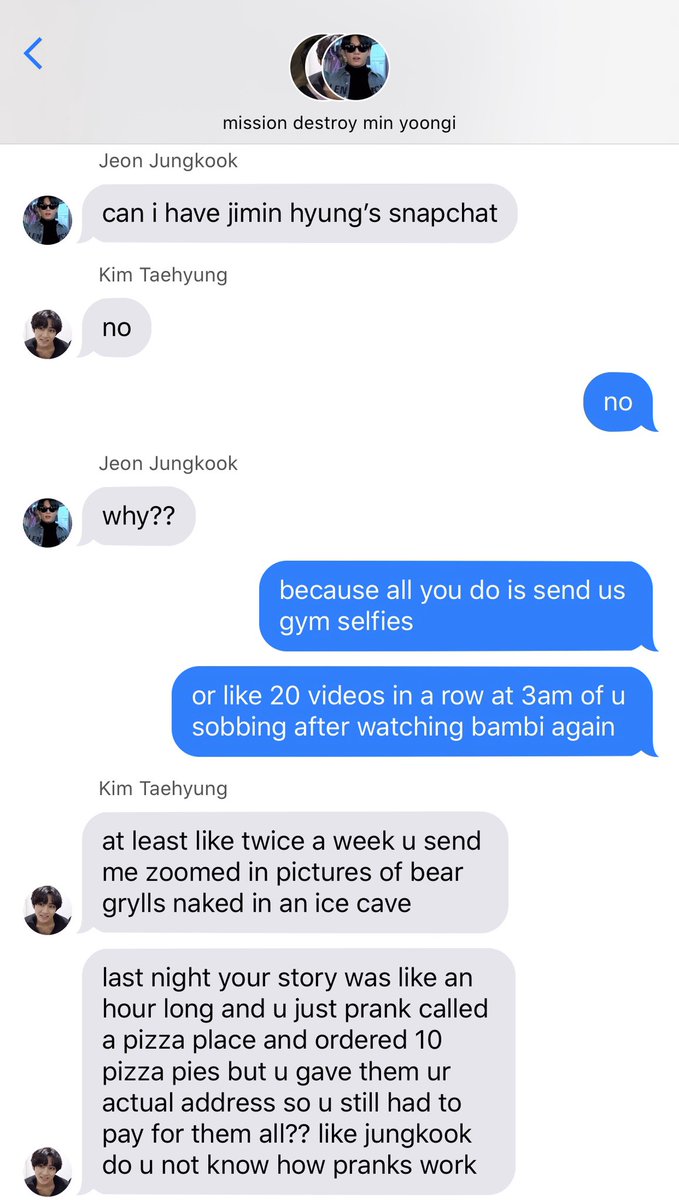 mission destroy min yoongi
Jeon Jungkook
can i have jimin hyung’s snapchat
Kim Taehyung
no
no
Jeon Jungkook
why??
because all you do is send us
gym selfies
or like 20 videos in a row at 3am of u
sobbing after watching bambi again
Kim Taehyung
at least like twice a week u send
me zoomed in pictures of bear
grylls naked in an ice cave
last night your story was like an
hour long and u just prank called
a pizza place and ordered 10
pizza pies but u gave them ur
actual address so u still had to
pay for them all?? like jungkook
do u not know how pranks work